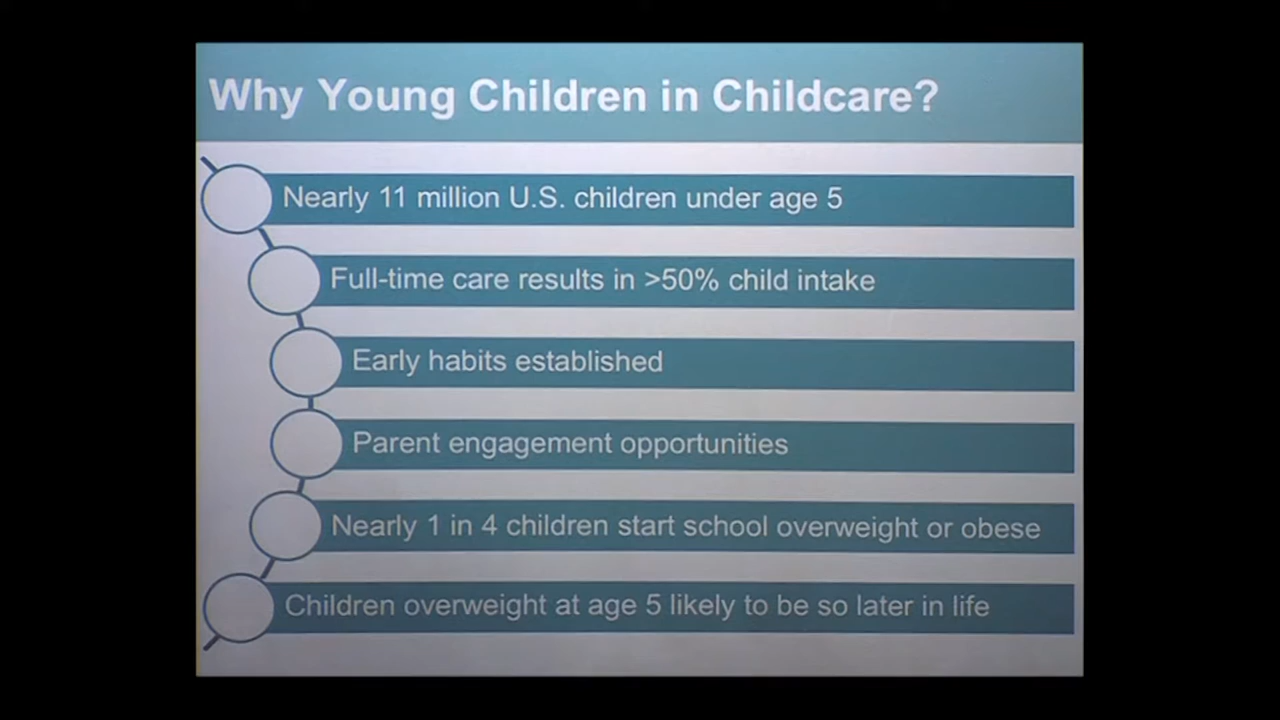 Why Young Children in Childcare?
Nearly 11 million U.S. children under age 5
Full-time care results in >50% child intake
Early habits established
Parent engagement opportunities
Nearly 1 in 4 children start school overweight or obese
Children overweight at age 5 likely to be so later in life